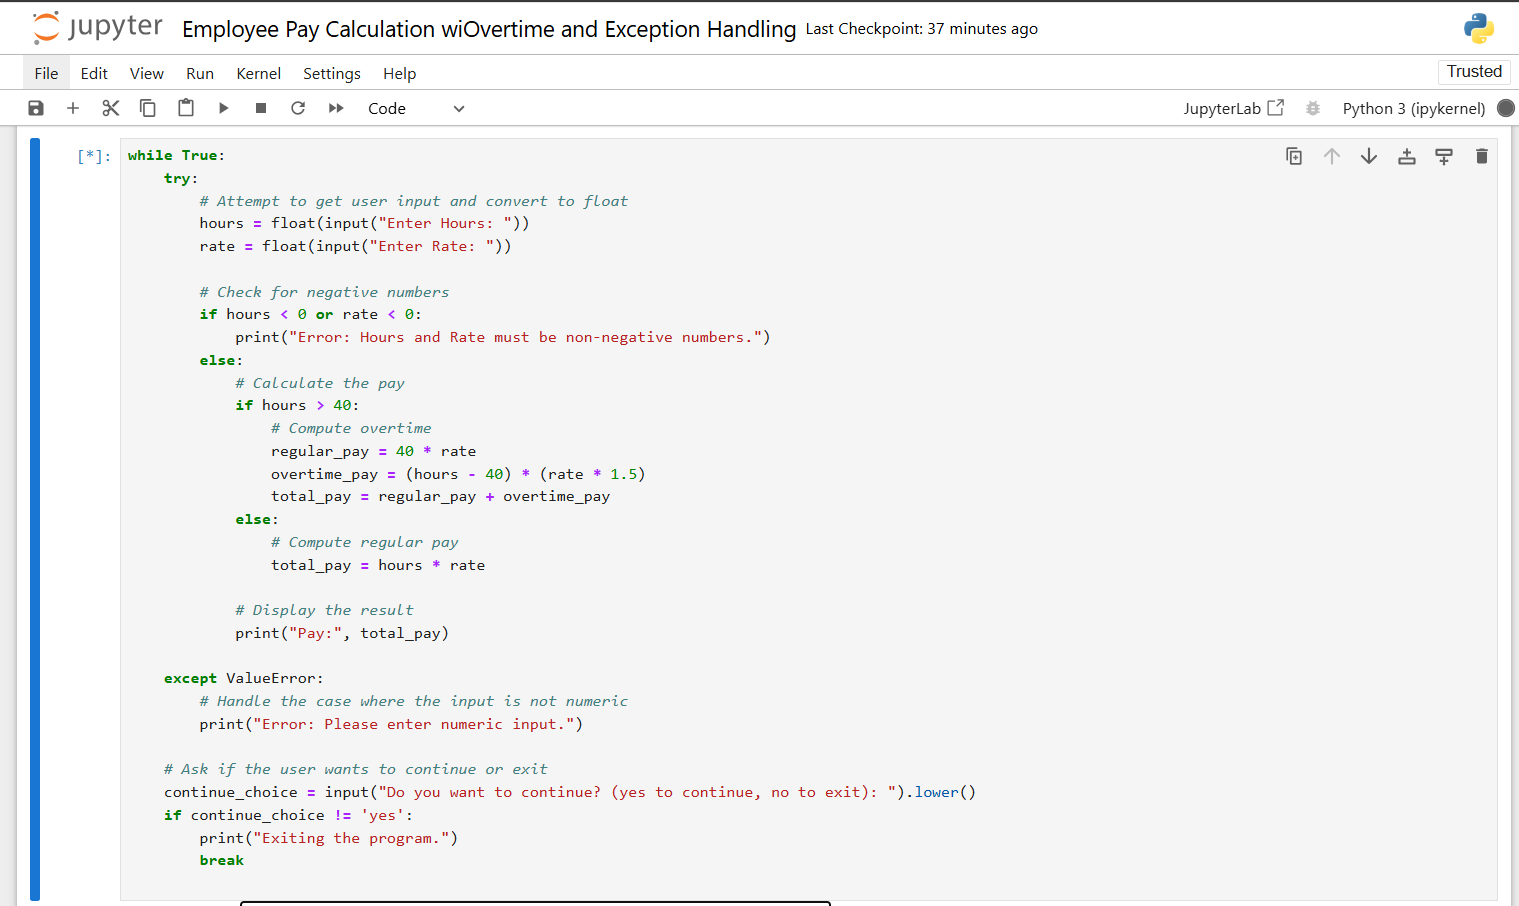 jupyter Employee Pay Calculation wiOvertime and Exception Handling Last Checkpoint: 37 minutes ago
File Edit View Run Kernel Settings Help Trusted
Code JupyterLab Python 3 (ipykernel)
[*]: while True:
    try:
        # Attempt to get user input and convert to float
        hours = float(input("Enter Hours: "))
        rate = float(input("Enter Rate: "))
        # Check for negative numbers
        if hours < 0 or rate < 0:
            print("Error: Hours and Rate must be non-negative numbers.")
        else:
            # Calculate the pay
            if hours > 40:
                # Compute overtime
                regular_pay = 40 * rate
                overtime_pay = (hours - 40) * (rate * 1.5)
                total_pay = regular_pay + overtime_pay
            else:
                # Compute regular pay
                total_pay = hours * rate
            # Display the result
            print("Pay:", total_pay)
    except ValueError:
        # Handle the case where the input is not numeric
        print("Error: Please enter numeric input.")
    # Ask if the user wants to continue or exit
    continue_choice = input("Do you want to continue? (yes to continue, no to exit): ").lower()
    if continue_choice != 'yes':
        print("Exiting the program.")
        break